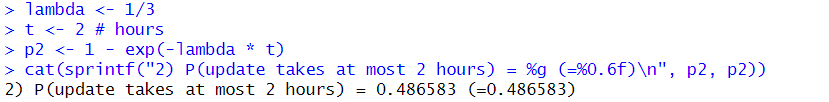 > lambda <- 1/3
> t <- 2 # hours
> p2 <- 1 - exp(-lambda * t)
> cat(sprintf("2) P(update takes at most 2 hours) = %g (=%0.6f)\n", p2, p2))
2) P(update takes at most 2 hours) = 0.486583 (=0.486583)